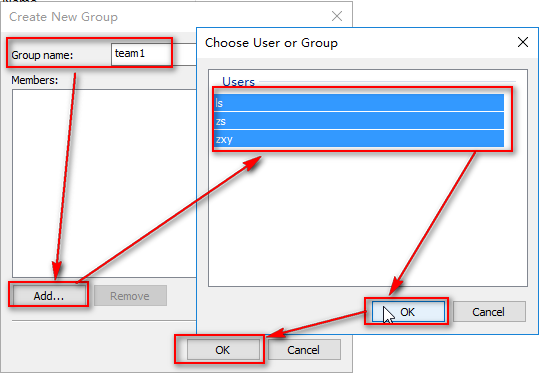 Create New Group
Group name: team1
Members:
Add...
Remove
OK
Cancel
Choose User or Group
Users
ls
zs
zxy
OK
Cancel